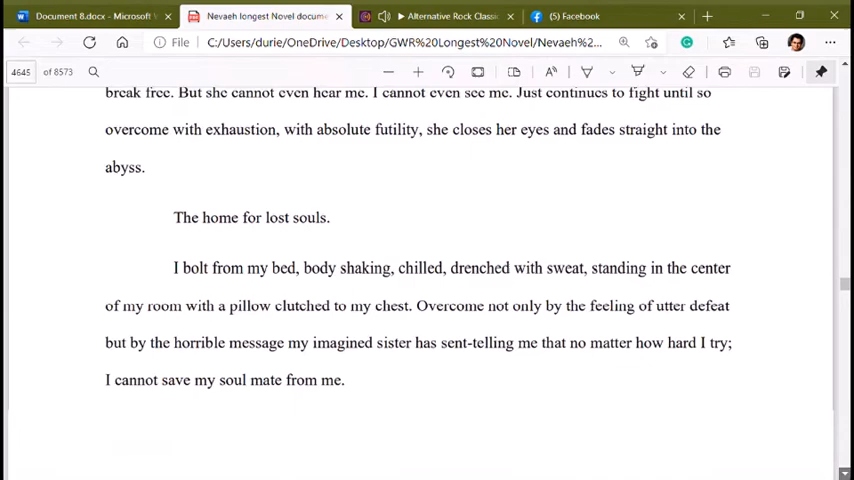 Document 8.docx - Microsoft W
Nevaeh longest Novel docume
Alternative Rock Classic
(5) Facebook
File
C:/Users/durie/OneDrive/Desktop/GWR%20Longest%20Novel/Nevaeh%2...
4645 of 8573
break free. But she cannot even hear me. I cannot even see me. Just continues to fight until so
overcome with exhaustion, with absolute futility, she closes her eyes and fades straight into the
abyss.
The home for lost souls.
I bolt from my bed, body shaking, chilled, drenched with sweat, standing in the center
of my room with a pillow clutched to my chest. Overcome not only by the feeling of utter defeat
but by the horrible message my imagined sister has sent-telling me that no matter how hard I try;
I cannot save my soul mate from me.